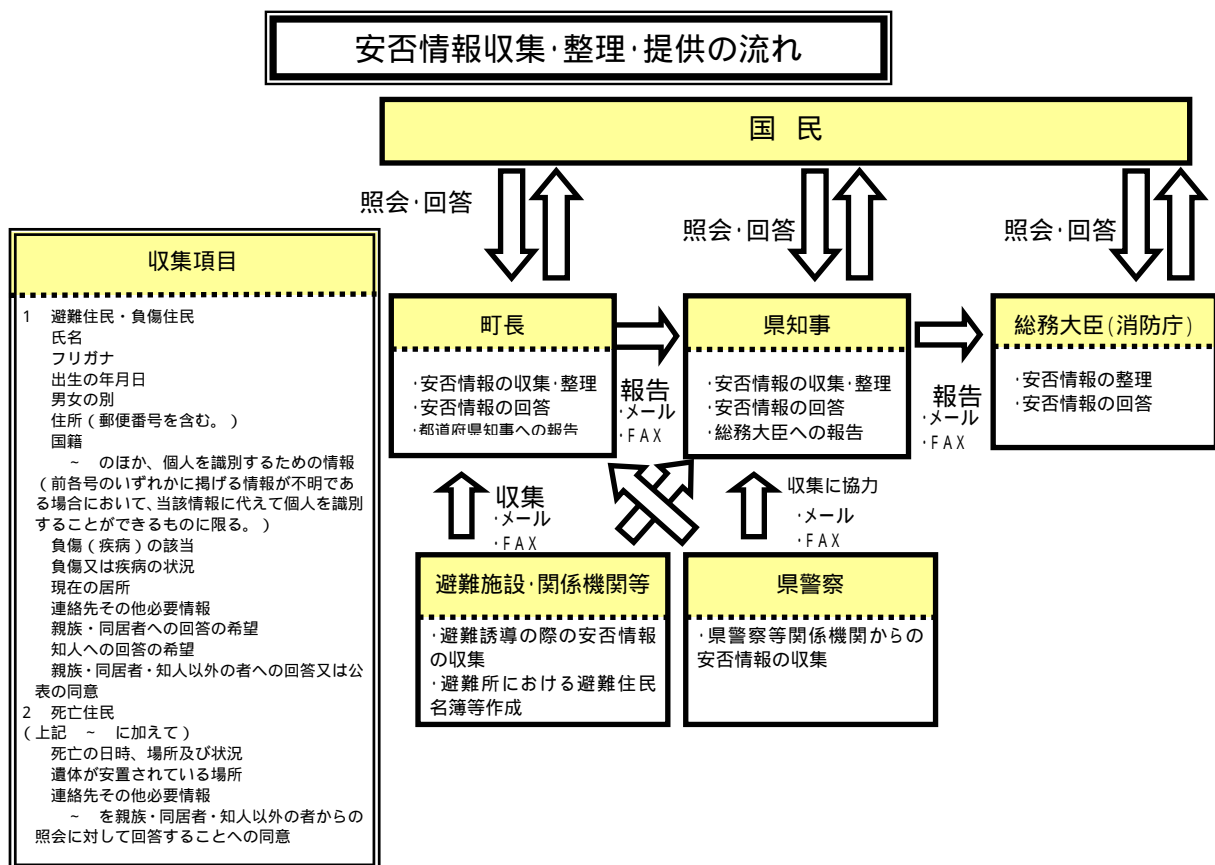 安否情報収集・整理・提供の流れ
国 民
照会・回答
照会・回答
照会・回答
収集項目
1 避難住民・負傷住民
氏名
フリガナ
出生の年月日
男女の別
住所(郵便番号を含む。)
国籍
~ のほか、個人を識別するための情報
(前各号のいずれかに掲げる情報が不明であ
る場合において、当該情報に代えて個人を識別
することができるものに限る。)
負傷(疾病)の該当
負傷又は疾病の状況
現在の居所
連絡先その他必要情報
親族・同居者への回答の希望
知人への回答の希望
親族・同居者・知人以外の者への回答又は公
表の同意
2 死亡住民
(上記 ~ に加えて)
死亡の日時、場所及び状況
遺体が安置されている場所
連絡先その他必要情報
~ を親族・同居者・知人以外の者からの
照会に対して回答することへの同意
町長
・安否情報の収集・整理
・安否情報の回答
・都道府県知事への報告
報告
・メール
・FAX
県知事
・安否情報の収集・整理
・安否情報の回答
・総務大臣への報告
報告
・メール
・FAX
総務大臣(消防庁)
・安否情報の整理
・安否情報の回答
収集
・メール
・FAX
収集に協力
・メール
・FAX
避難施設・関係機関等
・避難誘導の際の安否情報
の収集
・避難所における避難住民
名簿等作成
県警察
・県警察等関係機関からの
安否情報の収集